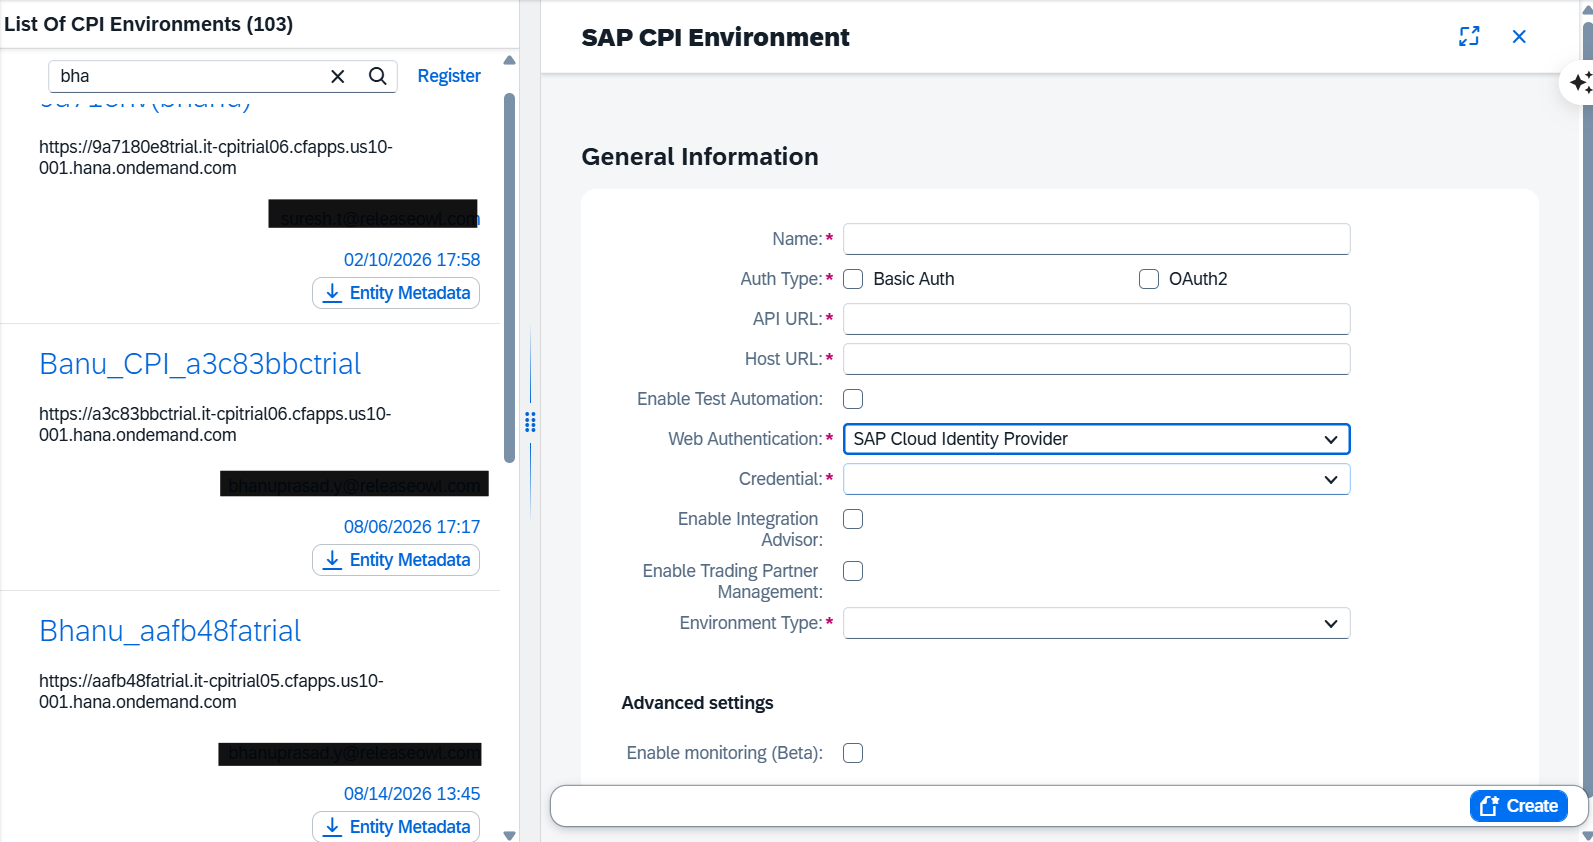 List Of CPI Environments (103)
bha
Register
https://9a7180e8trial.it-cpitrial06.cfapps.us10-
001.hana.ondemand.com
02/10/2026 17:58
Entity Metadata
Banu_CPI_a3c83bbctrial
https://a3c83bbctrial.it-cpitrial06.cfapps.us10-
001.hana.ondemand.com
08/06/2026 17:17
Entity Metadata
Bhanu_aafb48fatrial
https://aafb48fatrial.it-cpitrial05.cfapps.us10-
001.hana.ondemand.com
08/14/2026 13:45
Entity Metadata
SAP CPI Environment
General Information
Name:*
Auth Type:* Basic Auth OAuth2
API URL:*
Host URL:*
Enable Test Automation:
Web Authentication:* SAP Cloud Identity Provider
Credential:*
Enable Integration
Advisor:
Enable Trading Partner
Management:
Environment Type:*
Advanced settings
Enable monitoring (Beta):
Create